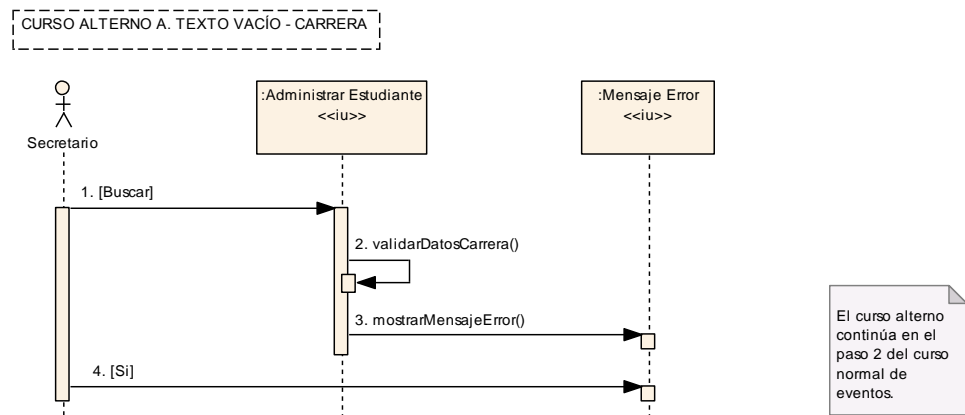 CURSO ALTERNO A. TEXTO VACÍO - CARRERA
Secretario
:Administrar Estudiante
<<iu>>
:Mensaje Error
<<iu>>
1. [Buscar]
2. validarDatosCarrera()
3. mostrarMensajeError()
4. [Si]
El curso alterno
continúa en el
paso 2 del curso
normal de
eventos.